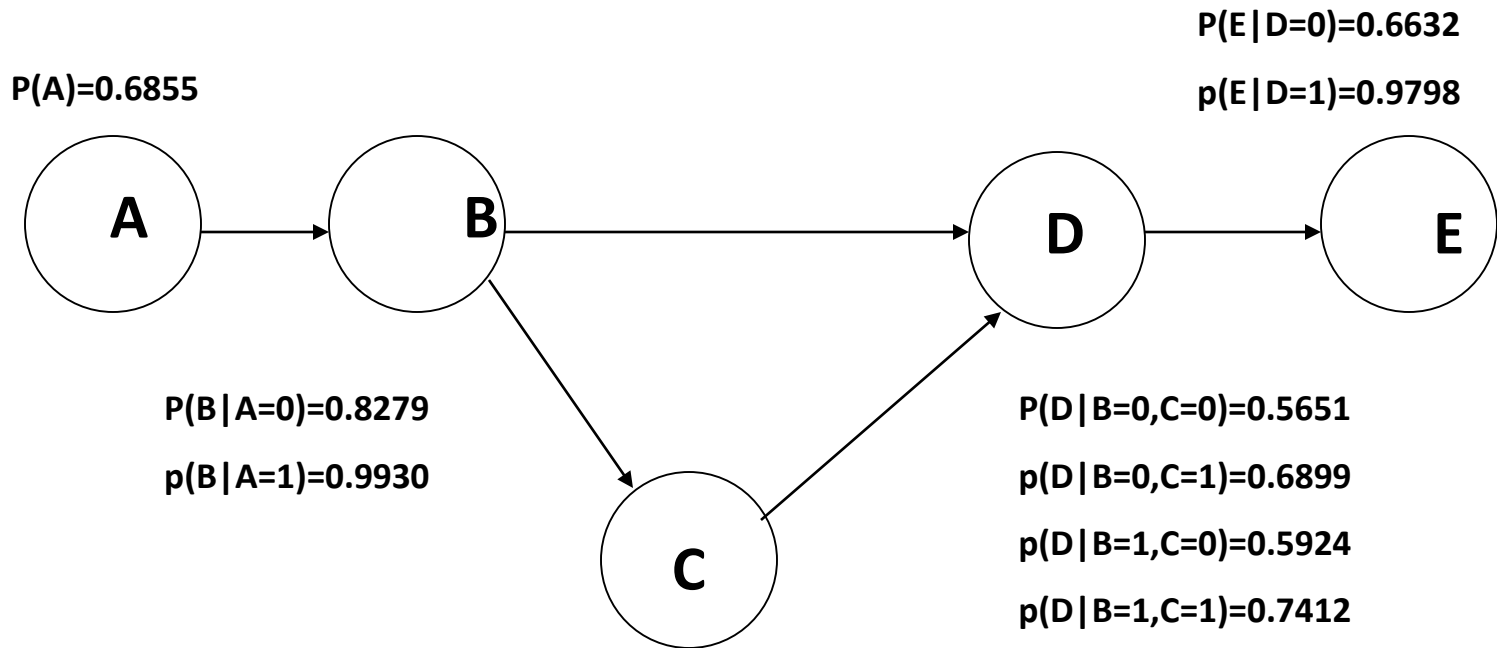 P(E|D=0)=0.6632
P(A)=0.6855
p(E|D=1)=0.9798
A
B
D
E
P(B|A=0)=0.8279
p(B|A=1)=0.9930
P(D|B=0,C=0)=0.5651
p(D|B=0,C=1)=0.6899
p(D|B=1,C=0)=0.5924
p(D|B=1,C=1)=0.7412
C